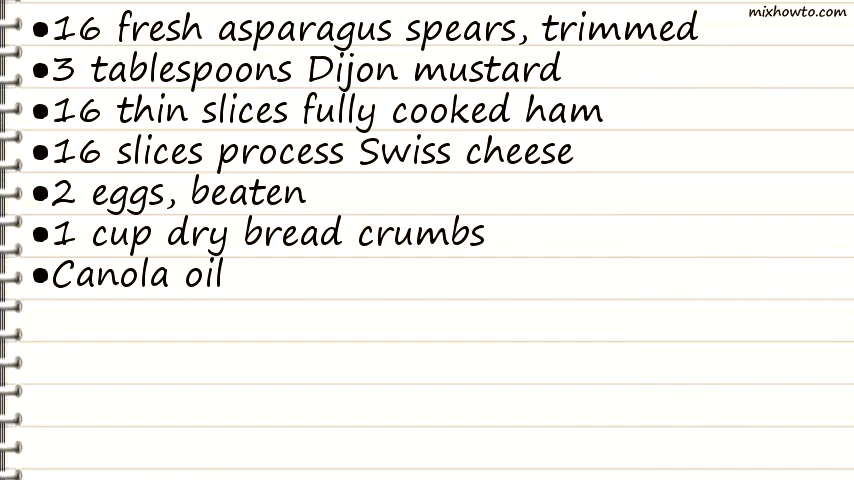 mixhowto.com
•16 fresh asparagus spears, trimmed
•3 tablespoons Dijon mustard
•16 thin slices fully cooked ham
•16 slices process Swiss cheese
•2 eggs, beaten
•1 cup dry bread crumbs
•Canola oil